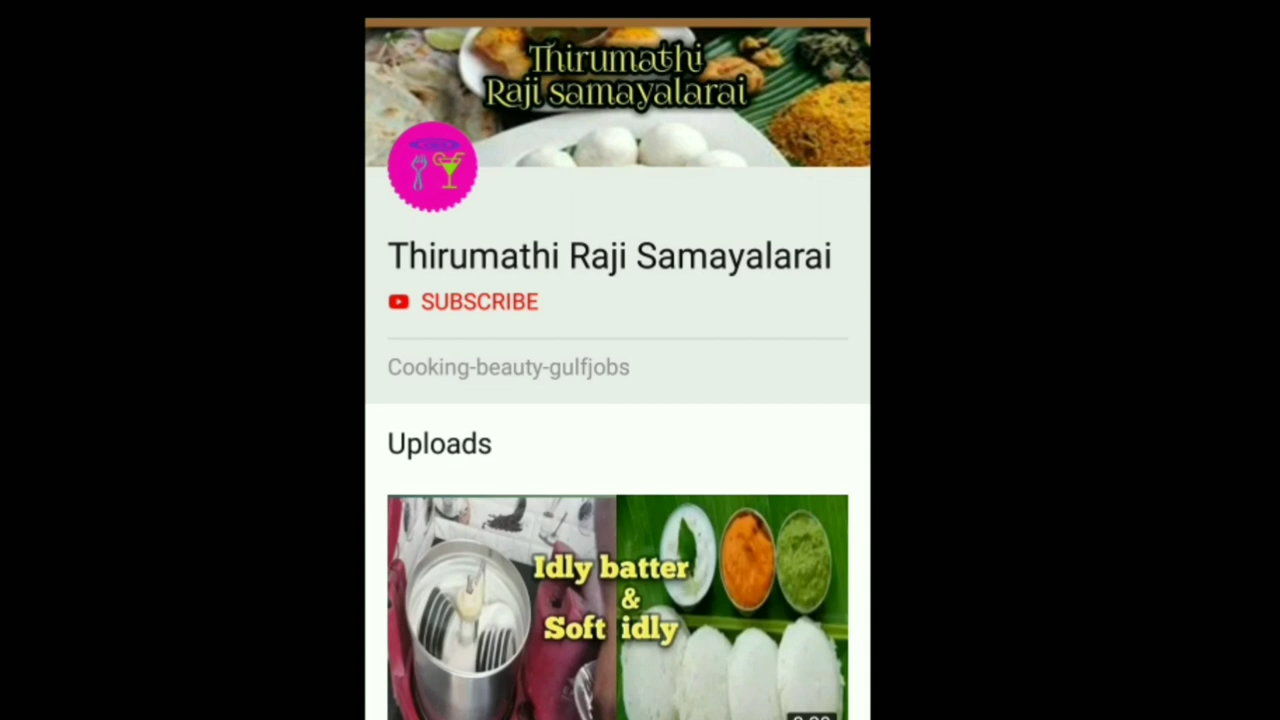 Thirumathi
Raji samayalarai
Thirumathi Raji Samayalarai
SUBSCRIBE
Cooking-beauty-gulfjobs
Uploads
Idly batter
&
Soft idly